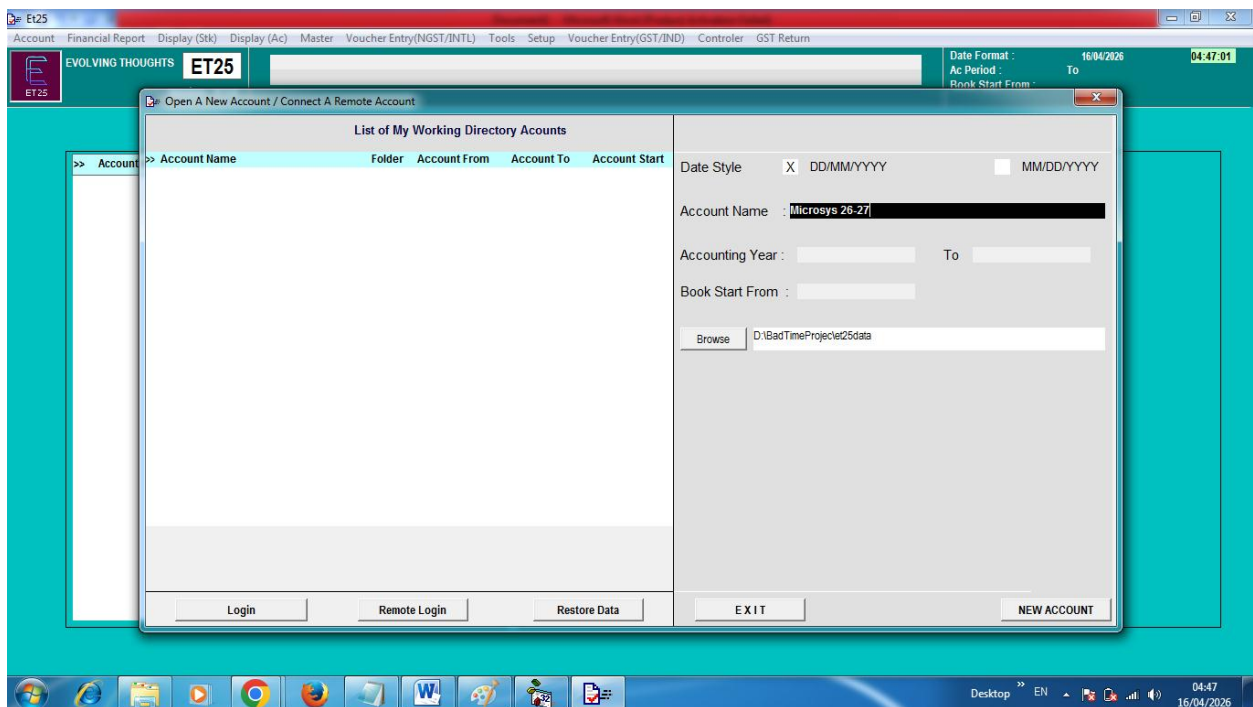 Et25
Account Financial Report Display (Stk) Display (Ac) Master Voucher Entry(NGST/INTL) Tools Setup Voucher Entry(GST/IND) Controler GST Return
EVOLVING THOUGHTS ET25
ET25
Date Format : 16/04/2026 04:47:01
Ac Period : To
Book Start From :
Open A New Account / Connect A Remote Account
List of My Working Directory Acounts
>> Account
>> Account Name Folder Account From Account To Account Start
Date Style X DD/MM/YYYY MM/DD/YYYY
Account Name : Microsys 26-27
Accounting Year : To
Book Start From :
Browse D:\BadTimeProject\et25data
Login Remote Login Restore Data EXIT NEW ACCOUNT
Desktop » EN 04:47
16/04/2026